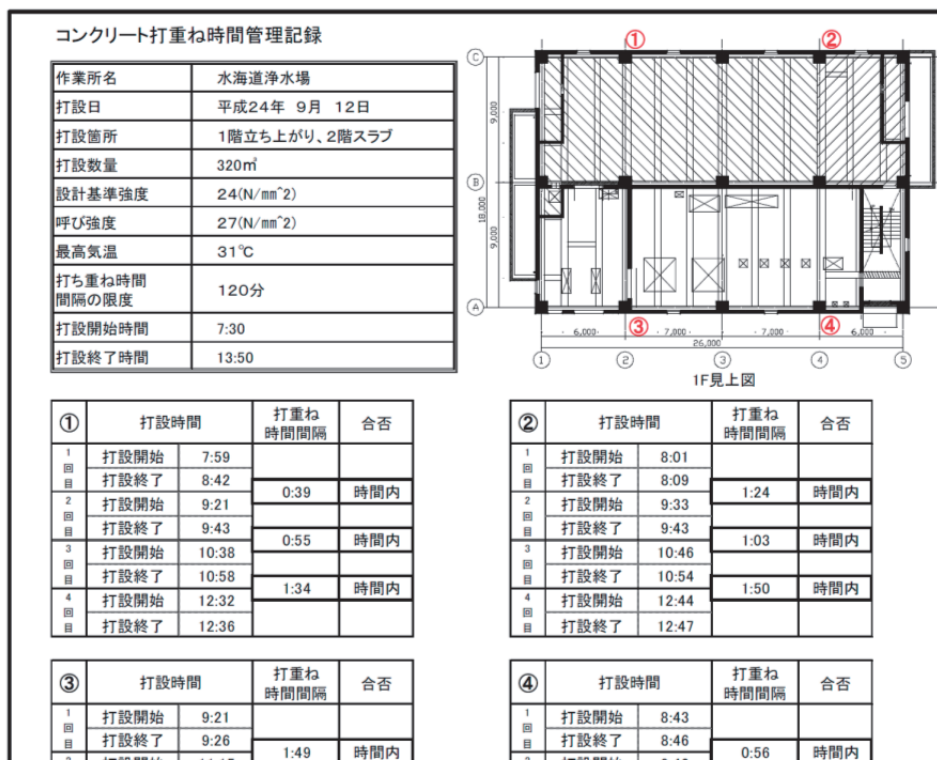 コンクリート打重ね時間管理記録
作業所名 水海道浄水場
打設日 平成24年 9月 12日
打設箇所 1階立ち上がり、2階スラブ
打設数量 320㎥
設計基準強度 24(N/㎜^2)
呼び強度 27(N/㎜^2)
最高気温 31℃
打ち重ね時間
間隔の限度 120分
打設開始時間 7:30
打設終了時間 13:50
① ②
C
9,000
B
18,000
9,000
A
③ ④
6,000 7,000 7,000 6,000
26,000
① ② ③ ④ ⑤
1F見上図
① 打設時間 打重ね時間間隔 合否
1回目 打設開始 7:59
打設終了 8:42
0:39 時間内
2回目 打設開始 9:21
打設終了 9:43
0:55 時間内
3回目 打設開始 10:38
打設終了 10:58
1:34 時間内
4回目 打設開始 12:32
打設終了 12:36
② 打設時間 打重ね時間間隔 合否
1回目 打設開始 8:01
打設終了 8:09
1:24 時間内
2回目 打設開始 9:33
打設終了 9:43
1:03 時間内
3回目 打設開始 10:46
打設終了 10:54
1:50 時間内
4回目 打設開始 12:44
打設終了 12:47
③ 打設時間 打重ね時間間隔 合否
1回目 打設開始 9:21
打設終了 9:26
1:49 時間内
④ 打設時間 打重ね時間間隔 合否
1回目 打設開始 8:43
打設終了 8:46
0:56 時間内